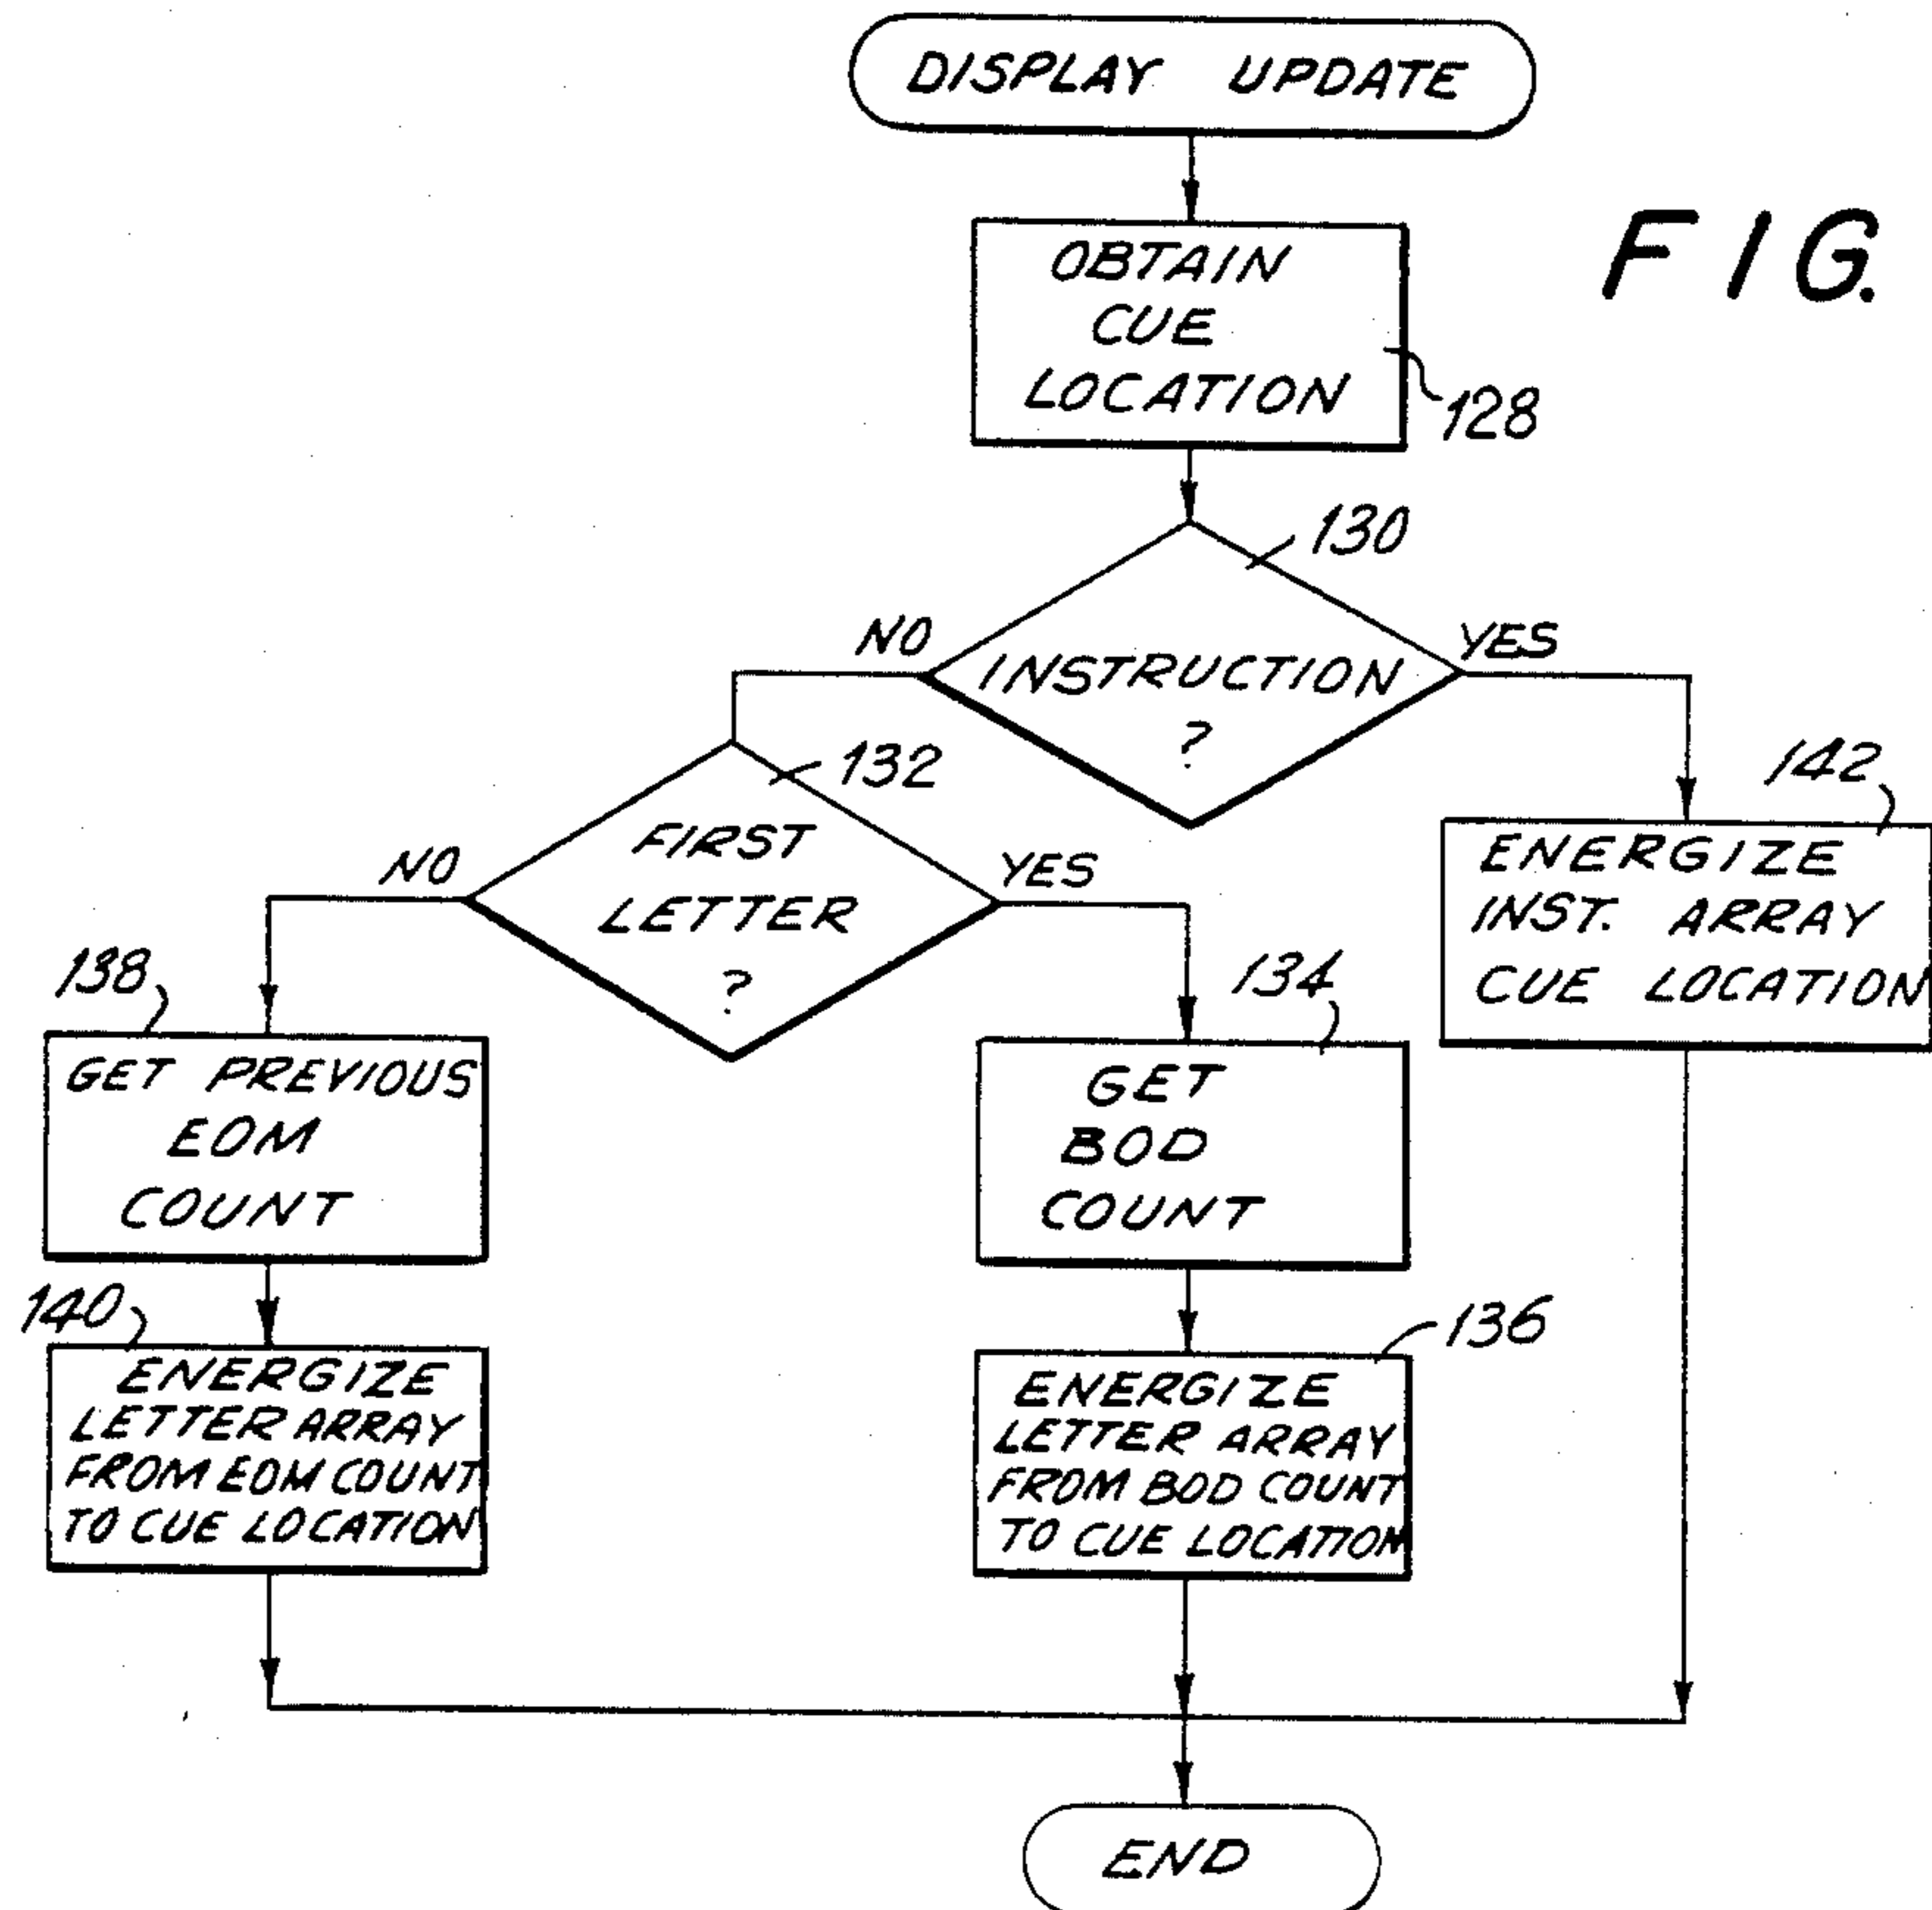 DISPLAY UPDATE
FIG.
OBTAIN
CUE
LOCATION
128
130
NO
YES
INSTRUCTION
?
132
142
FIRST
LETTER
?
NO
YES
ENERGIZE
INST. ARRAY
CUE LOCATION
138
134
GET PREVIOUS
EOM
COUNT
GET
BOD
COUNT
140
136
ENERGIZE
LETTER ARRAY
FROM EOM COUNT
TO CUE LOCATION
ENERGIZE
LETTER ARRAY
FROM BOD COUNT
TO CUE LOCATION
END